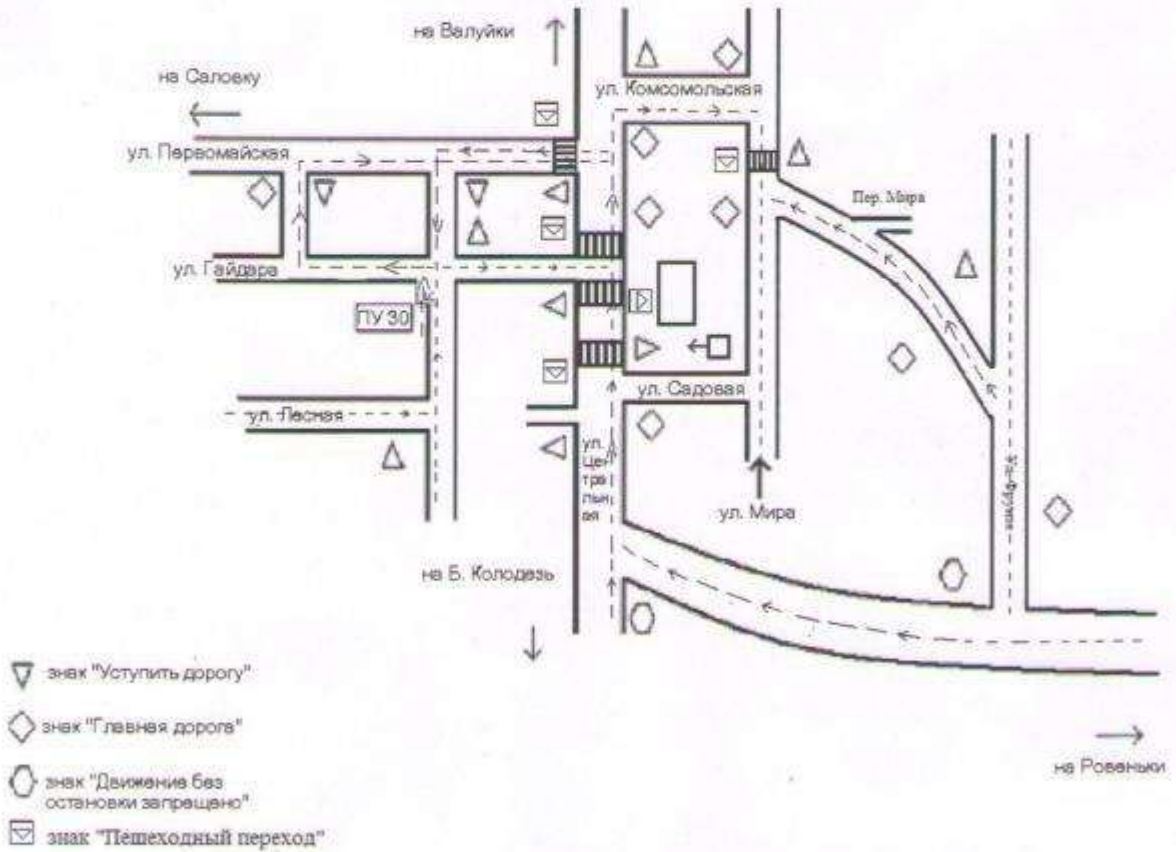 на Валуйки
на Саловку
ул. Комсомольская
ул. Первомайская
Пер. Мира
ул. Гайдара
ПУ 30
ул. Садовая
ул. Лесная
ул.
Цен
тра
льн
ая
ул. Мира
на Б. Колодезь
знак "Уступить дорогу"
знак "Главная дорога"
знак "Движение без
остановки запрещено"
знак "Пешеходный переход"
на Ровеньки